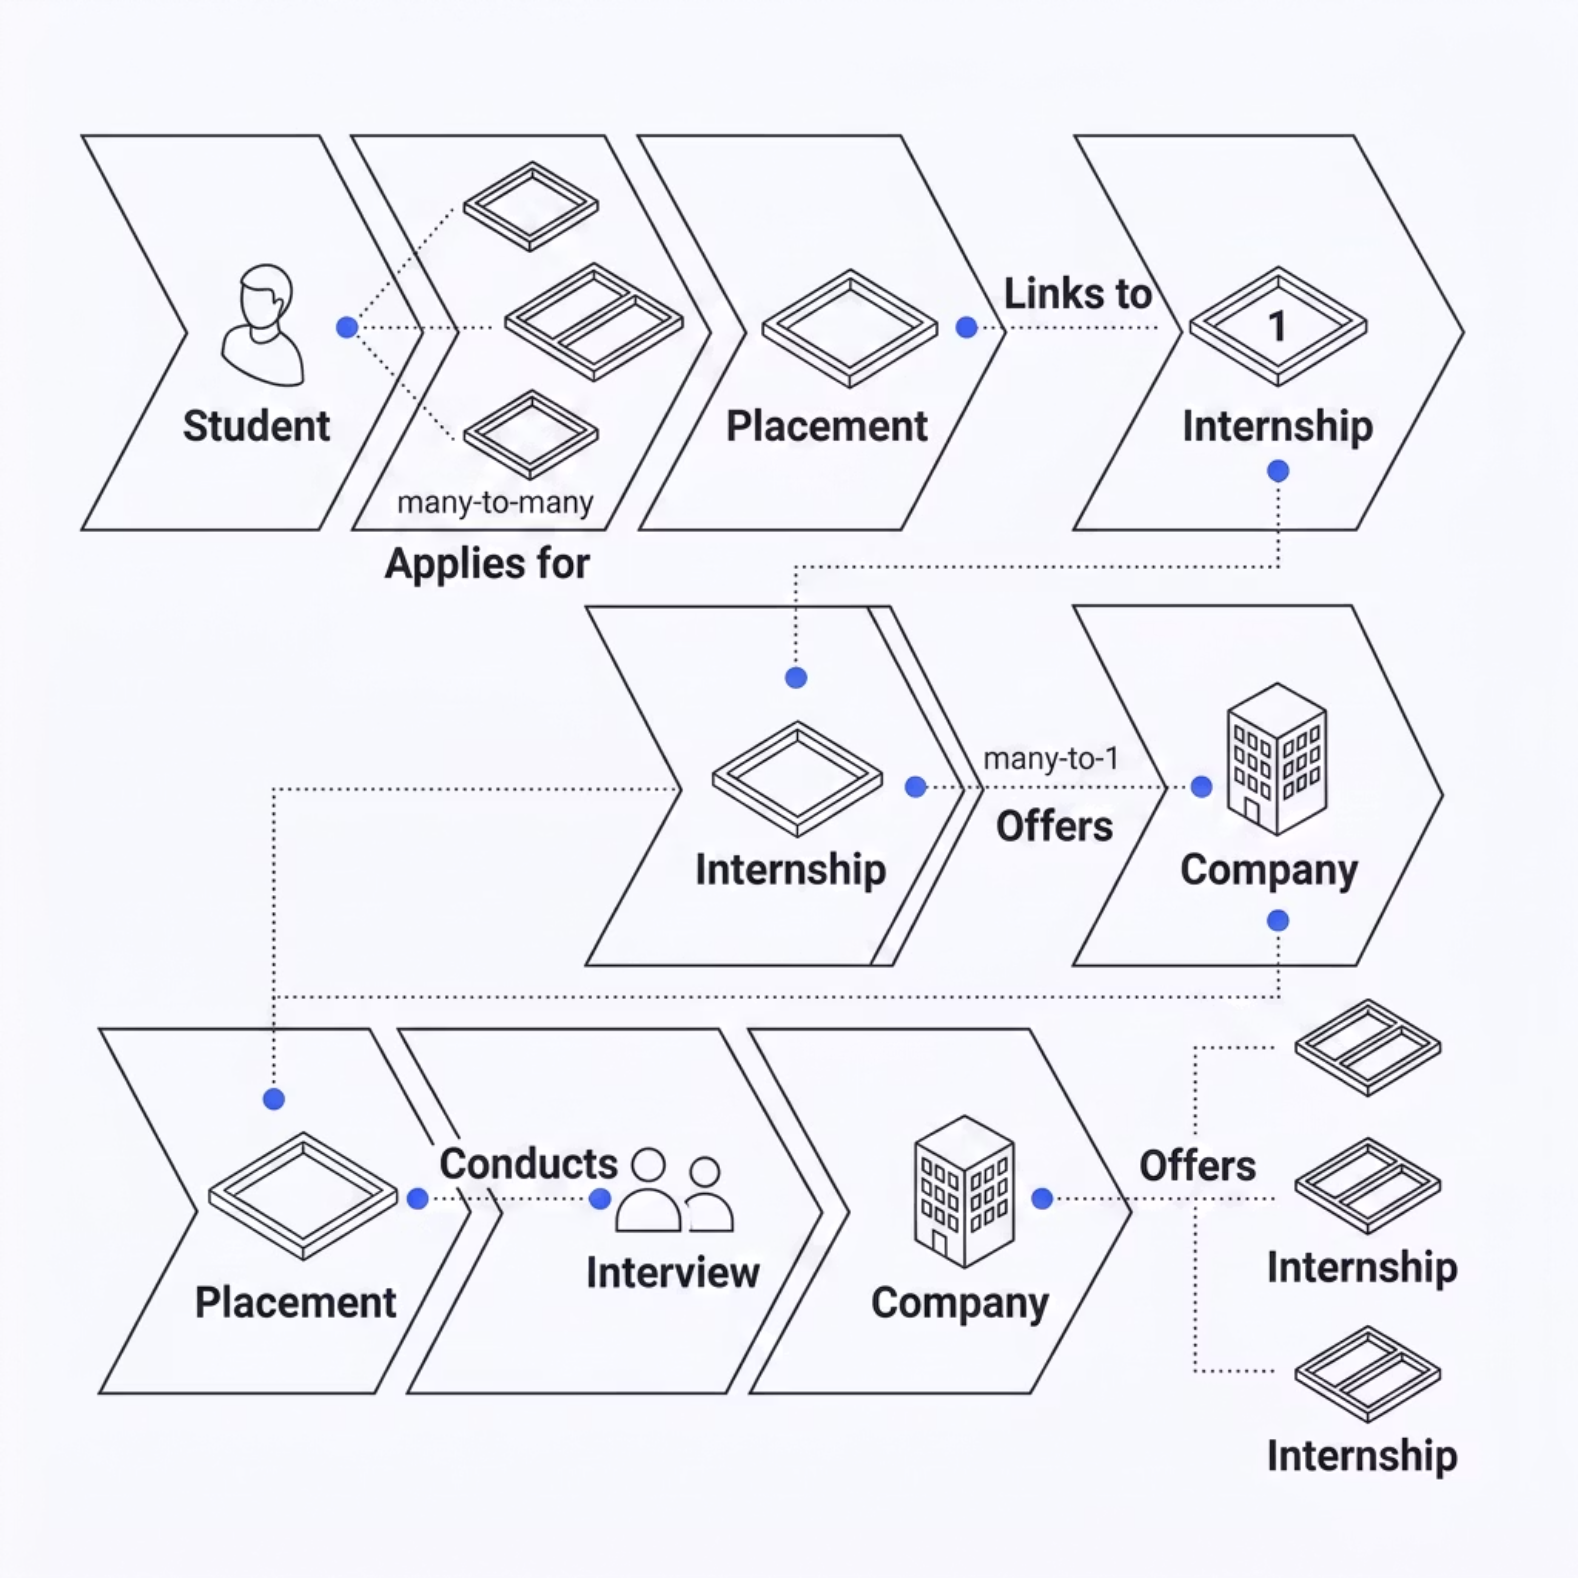 Links to
1
Student
Placement
Internship
many-to-many
Applies for
many-to-1
Offers
Internship
Company
Conducts
Offers
Interview
Internship
Placement
Company
Internship